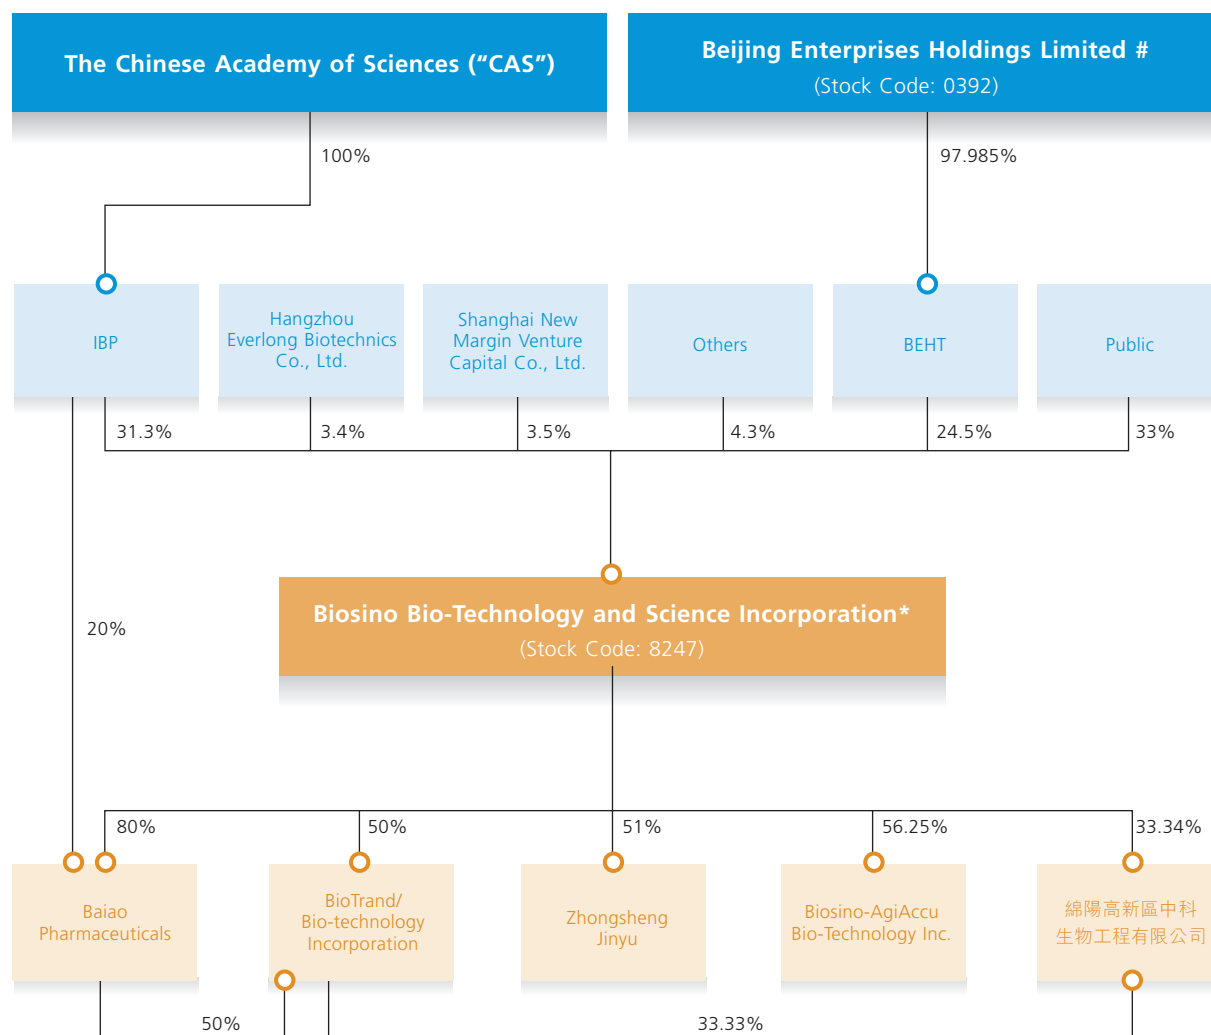 The Chinese Academy of Sciences (“CAS”)
Beijing Enterprises Holdings Limited #
(Stock Code: 0392)
100%
97.985%
IBP
Hangzhou
Everlong Biotechnics
Co., Ltd.
Shanghai New
Margin Venture
Capital Co., Ltd.
Others
BEHT
Public
31.3%
3.4%
3.5%
4.3%
24.5%
33%
Biosino Bio-Technology and Science Incorporation*
(Stock Code: 8247)
20%
80%
50%
51%
56.25%
33.34%
Baiao
Pharmaceuticals
BioTrand/
Bio-technology
Incorporation
Zhongsheng
Jinyu
Biosino-AgiAccu
Bio-Technology Inc.
綿陽高新區中科
生物工程有限公司
50%
33.33%